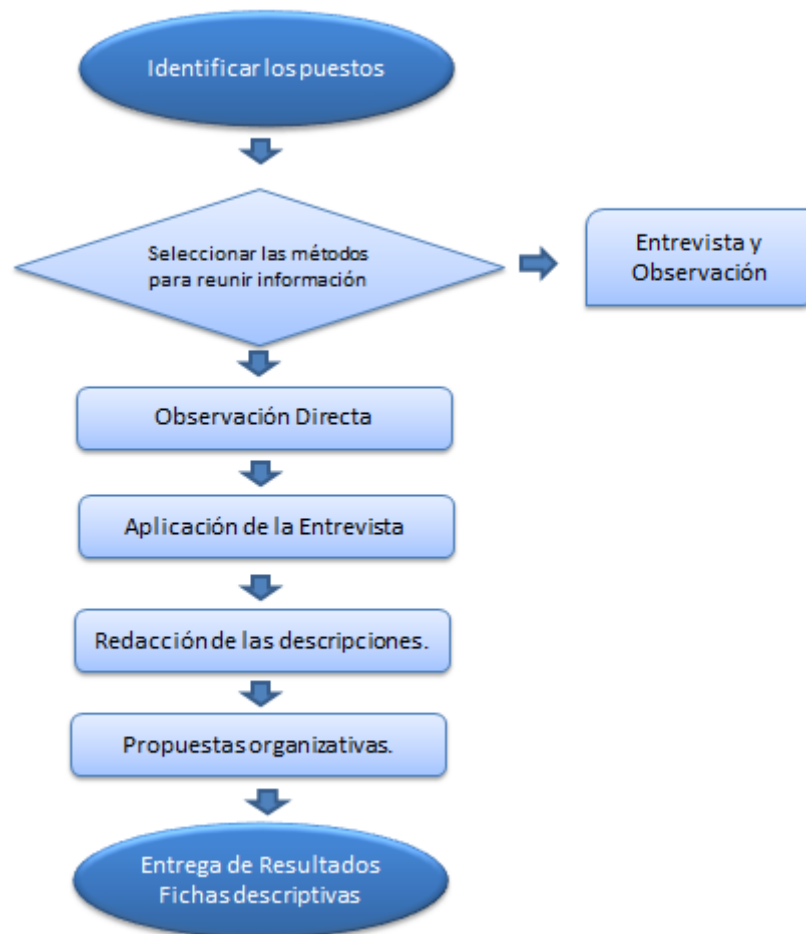 Identificar los puestos
Seleccionar las métodos
para reunir información
Entrevista y
Observación
Observación Directa
Aplicación de la Entrevista
Redacción de las descripciones.
Propuestas organizativas.
Entrega de Resultados
Fichas descriptivas